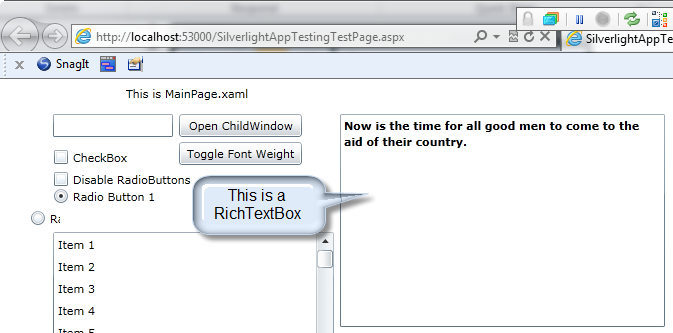 http://localhost:53000/SilverlightAppTestingTestPage.aspx
SilverlightAppTe
x SnagIt
This is MainPage.xaml
Open ChildWindow
Now is the time for all good men to come to the
aid of their country.
CheckBox
Toggle Font Weight
Disable RadioButtons
Radio Button 1
This is a
RichTextBox
Ra
Item 1
Item 2
Item 3
Item 4
Item 5